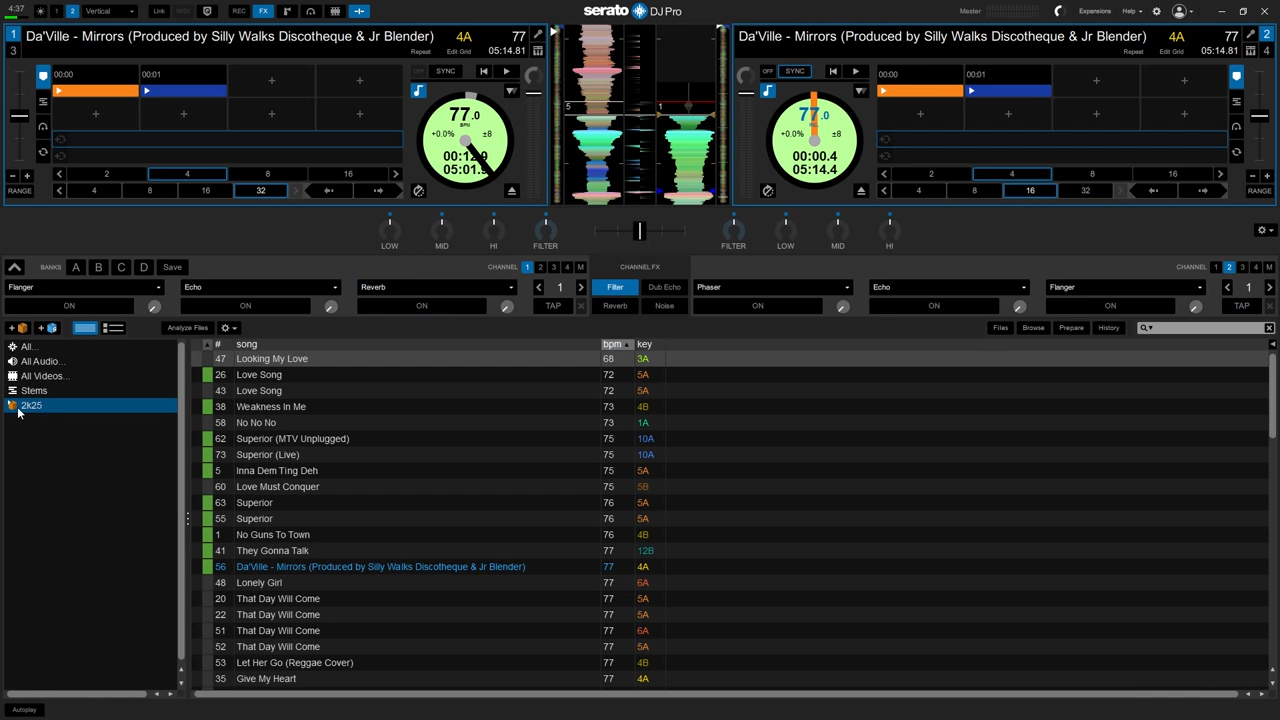 4:37 1 2 Vertical Link MIDI REC FX serato DJ Pro Master Expansions Help
1 Da'Ville - Mirrors (Produced by Silly Walks Discotheque & Jr Blender) 4A 77 Da'Ville - Mirrors (Produced by Silly Walks Discotheque & Jr Blender) 4A 77 2
3 Repeat Edit Grid 05:14.81 Repeat Edit Grid 05:14.81 4
00:00 00:01 OFF SYNC OFF SYNC 00:00 00:01
5 1
77.0 77.0
BPM BPM
+0.0% ±8 +0.0% ±8
00:00.4
05:14.4
2 4 8 16 2 4 8 16
RANGE 4 8 16 32 4 8 16 32 RANGE
LOW MID HI FILTER FILTER LOW MID HI
BANKS A B C D Save CHANNEL 1 2 3 4 M CHANNEL FX CHANNEL 1 2 3 4 M
Flanger Echo Reverb 1 Filter Dub Echo Phaser Echo Flanger 1
ON ON ON TAP Reverb Noise ON ON ON TAP
Analyze Files Files Browse Prepare History
All...
All Audio...
All Videos...
Stems
2k25
# song bpm key
47 Looking My Love 68 3A
26 Love Song 72 5A
43 Love Song 72 5A
38 Weakness In Me 73 4B
58 No No No 73 1A
62 Superior (MTV Unplugged) 75 10A
73 Superior (Live) 75 10A
5 Inna Dem Ting Deh 75 5A
60 Love Must Conquer 75 5B
63 Superior 76 5A
55 Superior 76 5A
1 No Guns To Town 76 4B
41 They Gonna Talk 77 12B
56 Da'Ville - Mirrors (Produced by Silly Walks Discotheque & Jr Blender) 77 4A
48 Lonely Girl 77 6A
20 That Day Will Come 77 5A
22 That Day Will Come 77 5A
51 That Day Will Come 77 6A
52 That Day Will Come 77 5A
53 Let Her Go (Reggae Cover) 77 4B
35 Give My Heart 77 4A
Autoplay